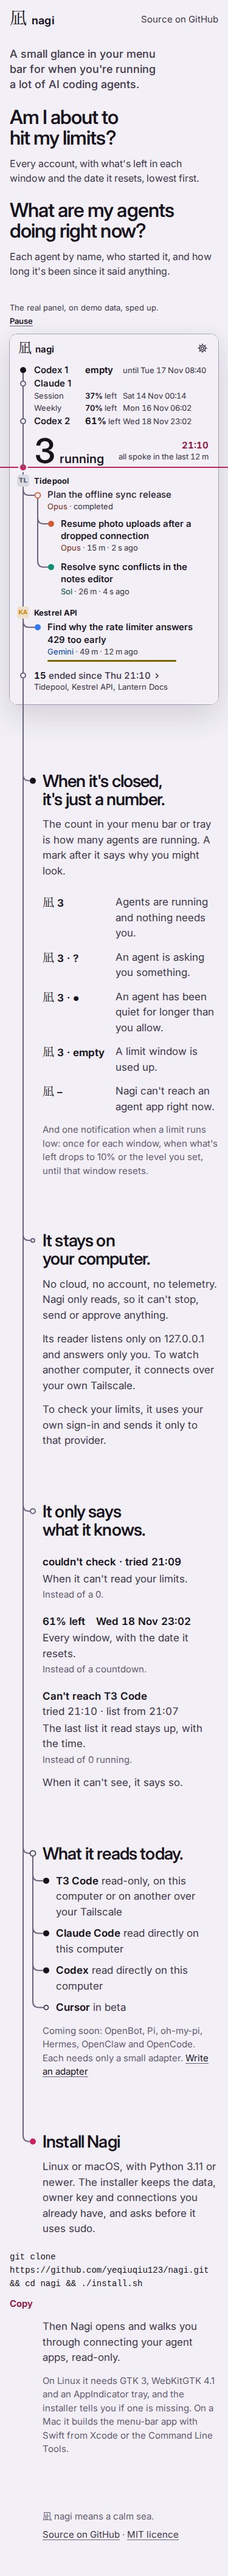 凪 nagi
Source on GitHub
A small glance in your menu
bar for when you're running
a lot of AI coding agents.
Am I about to
hit my limits?
Every account, with what's left in each
window and the date it resets, lowest first.
What are my agents
doing right now?
Each agent by name, who started it, and how
long it's been since it said anything.
The real panel, on demo data, sped up.
Pause
凪 nagi
Codex 1 empty until Tue 17 Nov 08:40
Claude 1
Session 37% left Sat 14 Nov 00:14
Weekly 70% left Mon 16 Nov 06:02
Codex 2 61% left Wed 18 Nov 23:02
3 running
21:10
all spoke in the last 12 m
TL Tidepool
Plan the offline sync release
Opus · completed
Resume photo uploads after a
dropped connection
Opus · 15 m · 2 s ago
Resolve sync conflicts in the
notes editor
Sol · 26 m · 4 s ago
KA Kestrel API
Find why the rate limiter answers
429 too early
Gemini · 49 m · 12 m ago
15 ended since Thu 21:10 ›
Tidepool, Kestrel API, Lantern Docs
When it's closed,
it's just a number.
The count in your menu bar or tray
is how many agents are running. A
mark after it says why you might
look.
凪 3 Agents are running
and nothing needs
you.
凪 3 · ? An agent is asking
you something.
凪 3 · ● An agent has been
quiet for longer than
you allow.
凪 3 · empty A limit window is
used up.
凪 – Nagi can't reach an
agent app right now.
And one notification when a limit runs
low: once for each window, when what's
left drops to 10% or the level you set,
until that window resets.
It stays on
your computer.
No cloud, no account, no telemetry.
Nagi only reads, so it can't stop,
send or approve anything.
Its reader listens only on 127.0.0.1
and answers only you. To watch
another computer, it connects over
your own Tailscale.
To check your limits, it uses your
own sign-in and sends it only to
that provider.
It only says
what it knows.
couldn't check · tried 21:09
When it can't read your limits.
Instead of a 0.
61% left Wed 18 Nov 23:02
Every window, with the date it
resets.
Instead of a countdown.
Can't reach T3 Code
tried 21:10 · list from 21:07
The last list it read stays up, with
the time.
Instead of 0 running.
When it can't see, it says so.
What it reads today.
T3 Code read-only, on this
computer or on another over
your Tailscale
Claude Code read directly on
this computer
Codex read directly on this
computer
Cursor in beta
Coming soon: OpenBot, Pi, oh-my-pi,
Hermes, OpenClaw and OpenCode.
Each needs only a small adapter. Write
an adapter
Install Nagi
Linux or macOS, with Python 3.11 or
newer. The installer keeps the data,
owner key and connections you
already have, and asks before it
uses sudo.
git clone
https://github.com/yeqiuqiu123/nagi.git
&& cd nagi && ./install.sh
Copy
Then Nagi opens and walks you
through connecting your agent
apps, read-only.
On Linux it needs GTK 3, WebKitGTK 4.1
and an AppIndicator tray, and the
installer tells you if one is missing. On a
Mac it builds the menu-bar app with
Swift from Xcode or the Command Line
Tools.
凪 nagi means a calm sea.
Source on GitHub · MIT licence